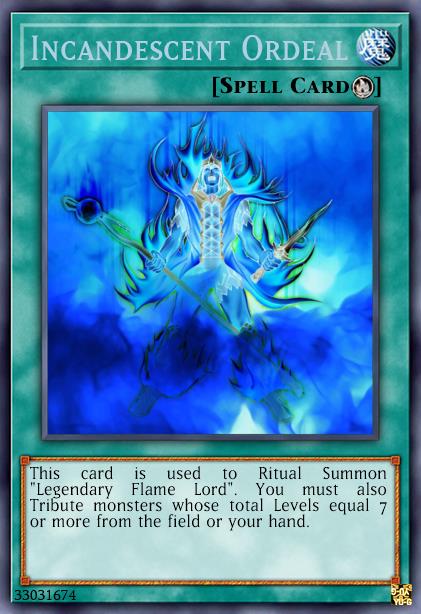 INCANDESCENT ORDEAL 魔
[SPELL CARD]
This card is used to Ritual Summon
"Legendary Flame Lord". You must also
Tribute monsters whose total Levels equal 7
or more from the field or your hand.
33031674